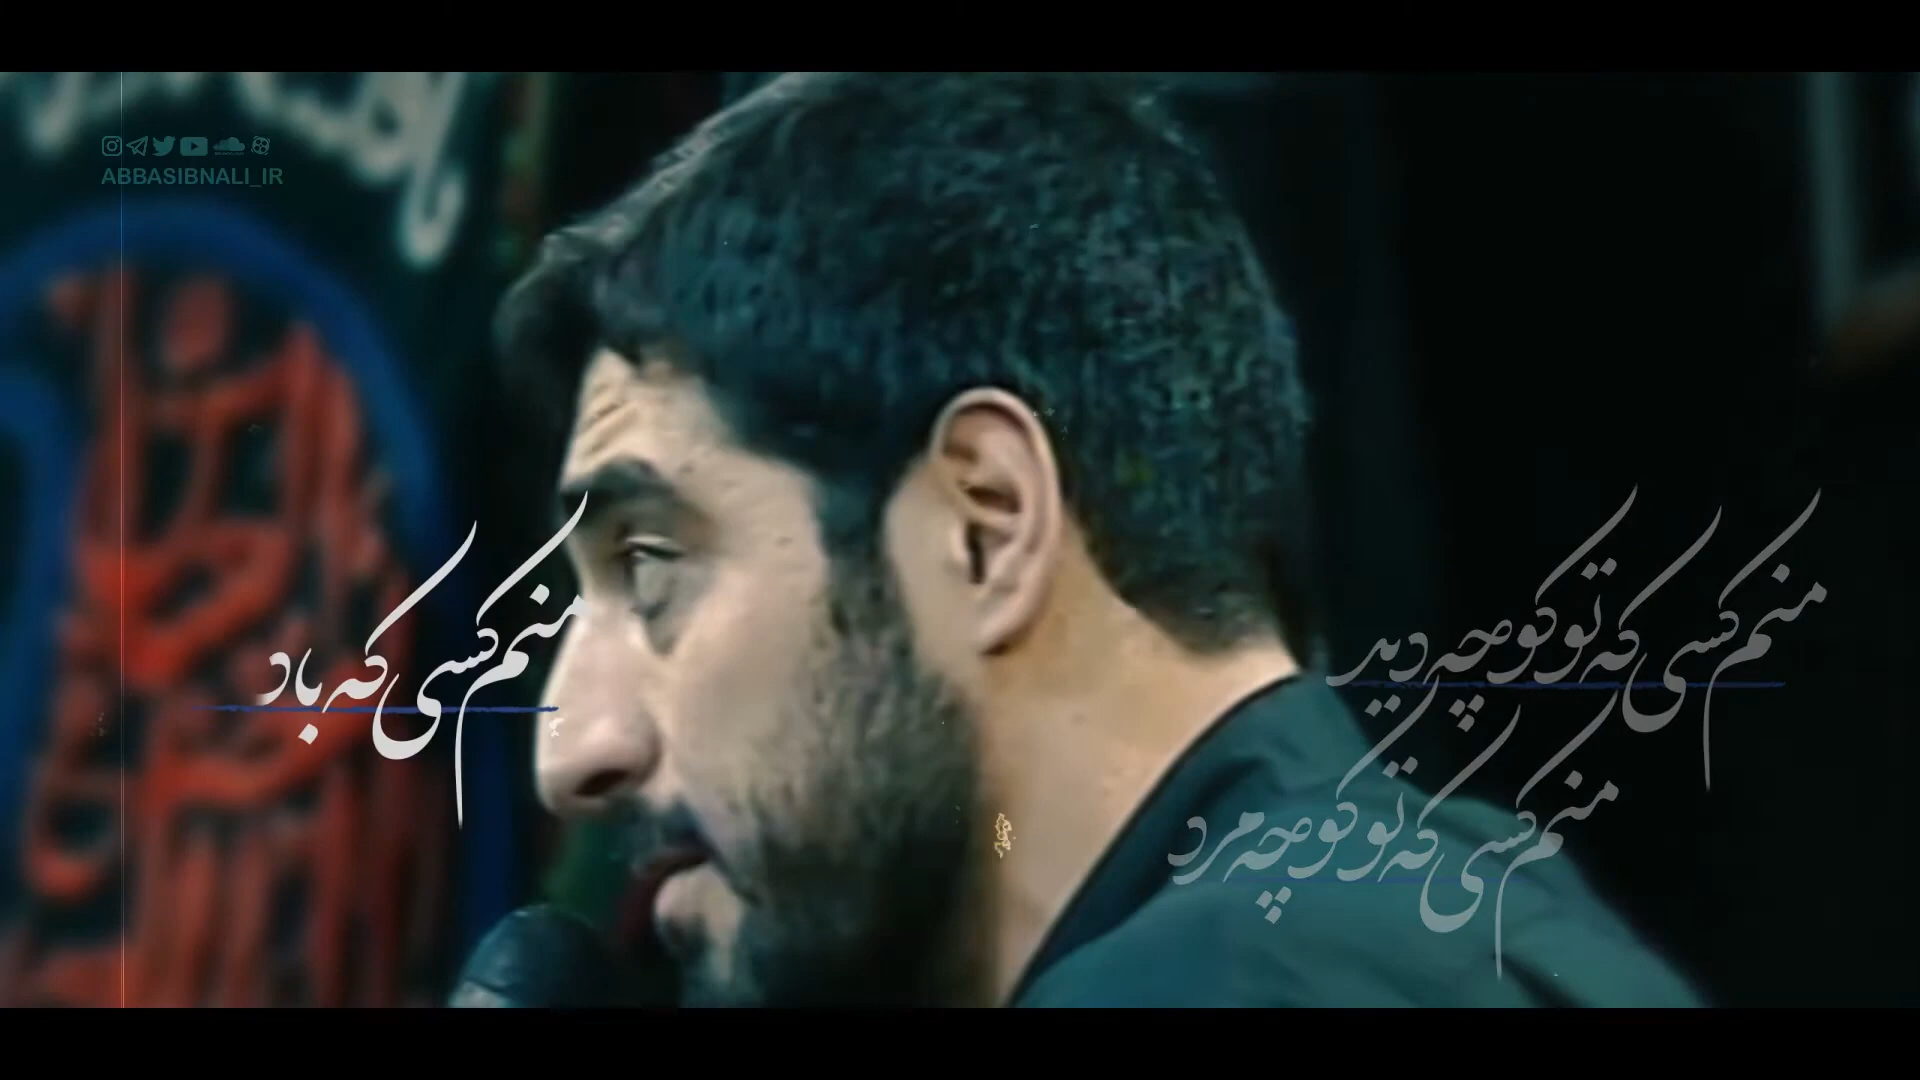 ABBASIBNALI_IR
منم کسی که تو کوچه دید
منم کسی که تو کوچه مرد
منم کسی که باد